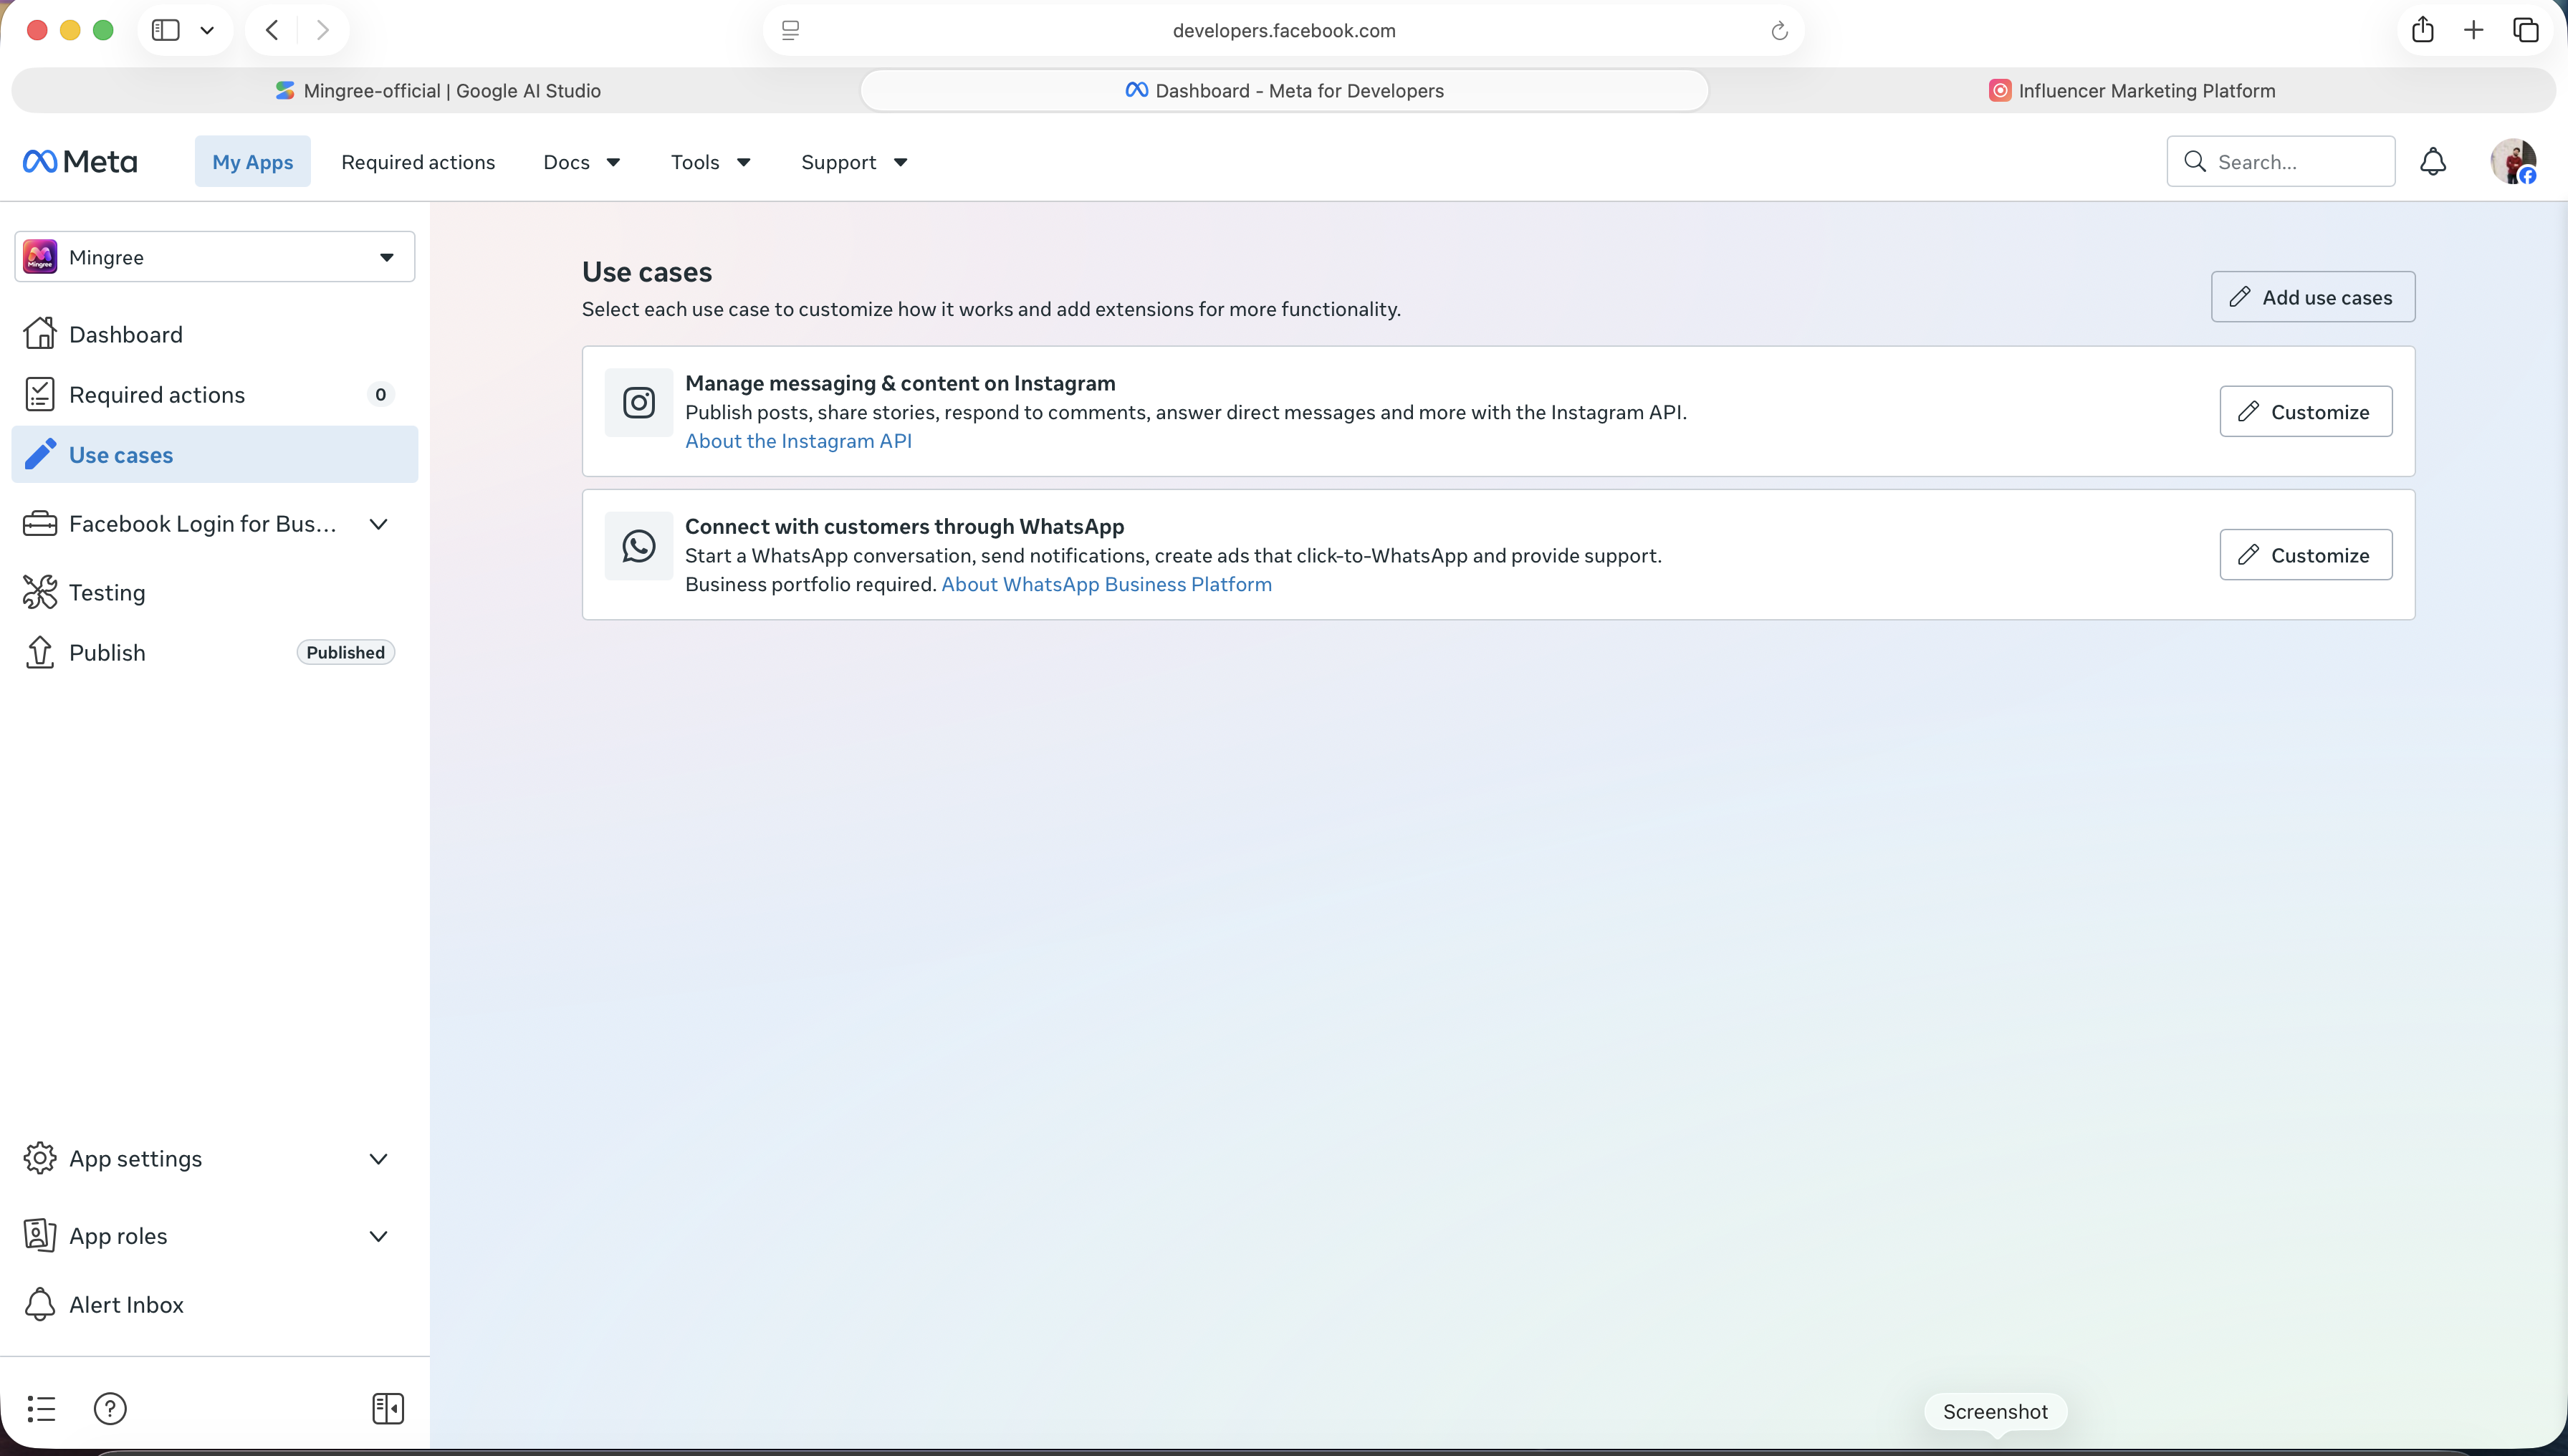 developers.facebook.com
Mingree-official | Google AI Studio
Dashboard - Meta for Developers
Influencer Marketing Platform
Meta
My Apps
Required actions
Docs
Tools
Support
Search...
Mingree
Mingree
Dashboard
Required actions
0
Use cases
Facebook Login for Bus...
Testing
Publish
Published
App settings
App roles
Alert Inbox
Use cases
Select each use case to customize how it works and add extensions for more functionality.
Add use cases
Manage messaging & content on Instagram
Publish posts, share stories, respond to comments, answer direct messages and more with the Instagram API.
About the Instagram API
Customize
Connect with customers through WhatsApp
Start a WhatsApp conversation, send notifications, create ads that click-to-WhatsApp and provide support.
Business portfolio required. About WhatsApp Business Platform
Customize
Screenshot